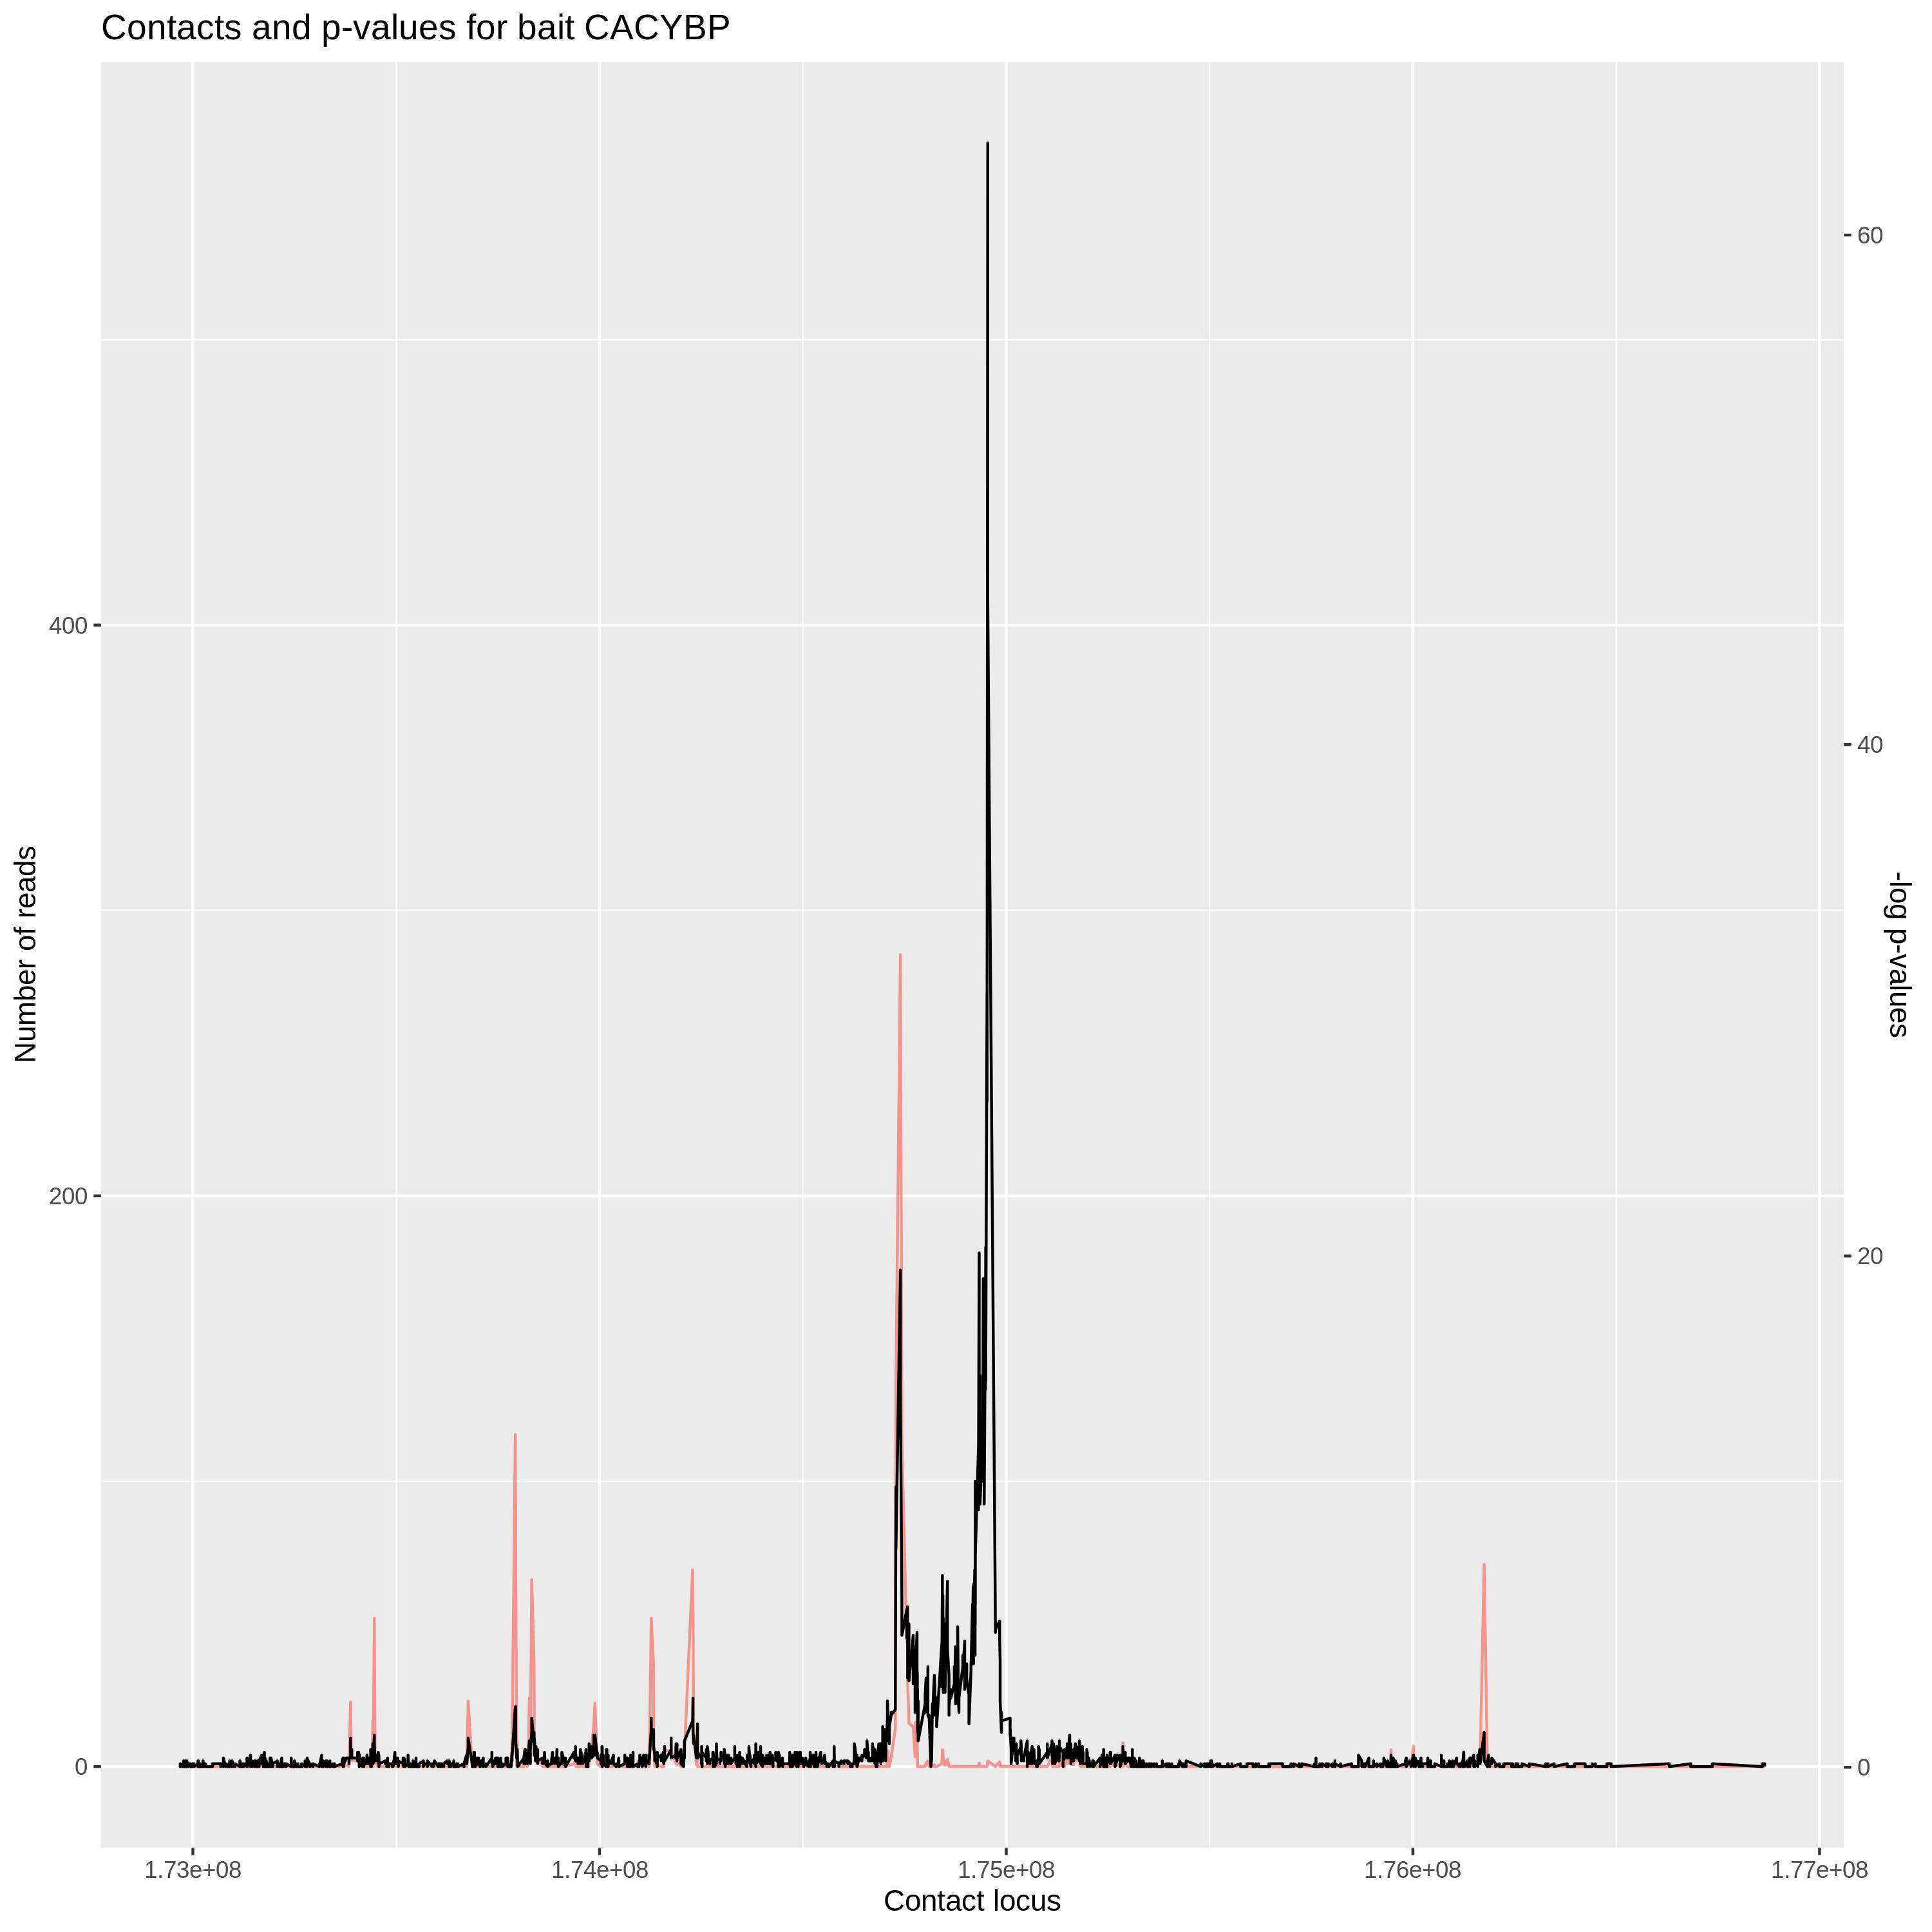 Contacts and p-values for bait CACYBP
Number of reads
400
200
0
60
40
20
0
-log p-values
1.73e+08
1.74e+08
1.75e+08
1.76e+08
1.77e+08
Contact locus